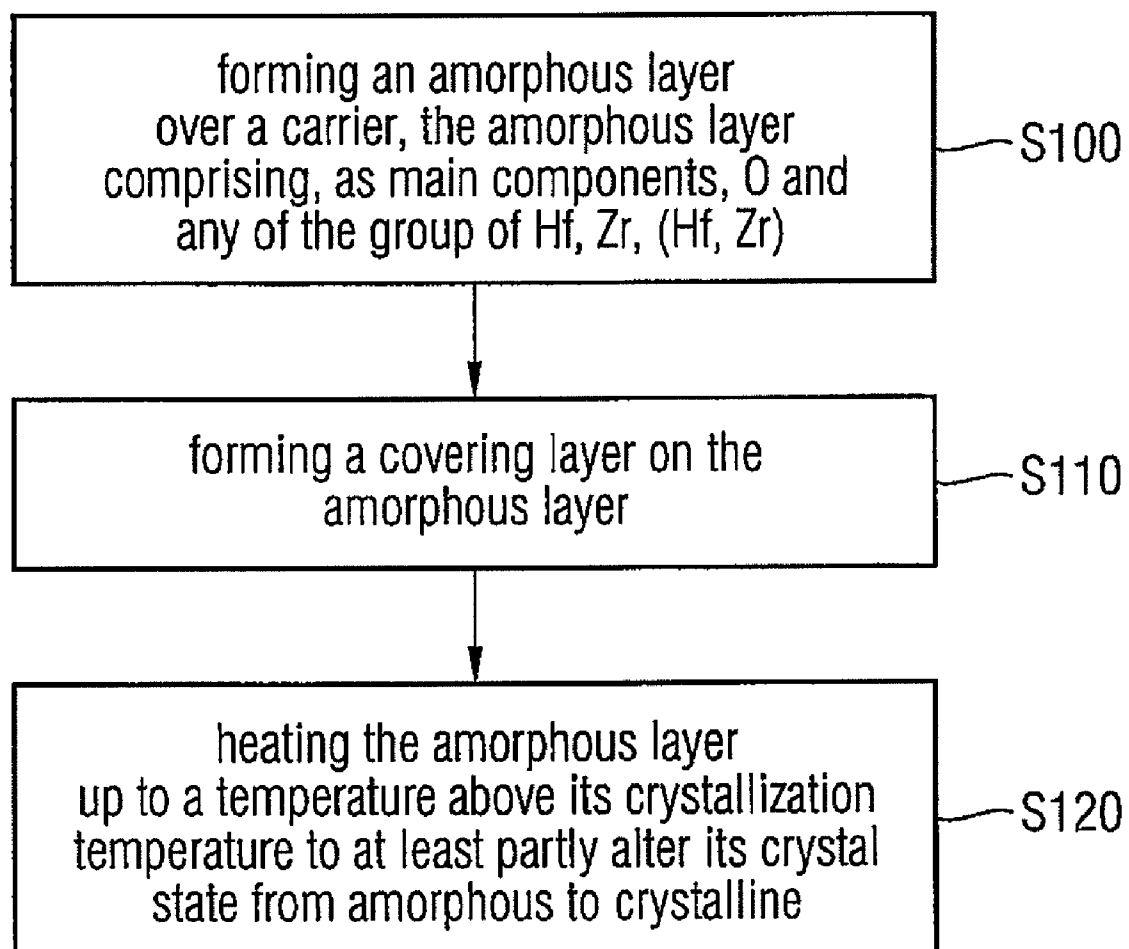 forming an amorphous layer
over a carrier, the amorphous layer
comprising, as main components, O and
any of the group of Hf, Zr, (Hf, Zr)
S100
forming a covering layer on the
amorphous layer
S110
heating the amorphous layer
up to a temperature above its crystallization
temperature to at least partly alter its crystal
state from amorphous to crystalline
S120